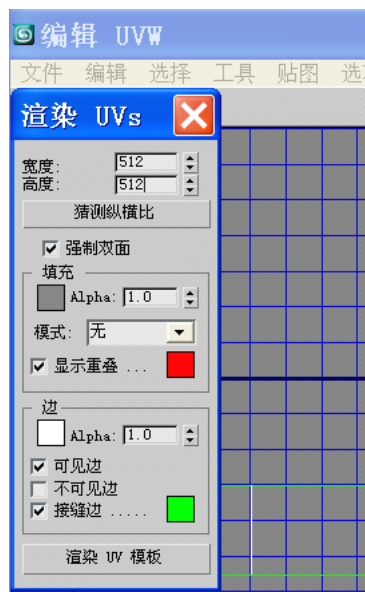 编辑 UVW
文件 编辑 选择 工具 贴图
渲染 UVs
宽度: 512
高度: 512
猜测纵横比
强制双面
填充
Alpha: 1.0
模式: 无
显示重叠 ...
边
Alpha: 1.0
可见边
不可见边
接缝边 .....
渲染 UV 模板